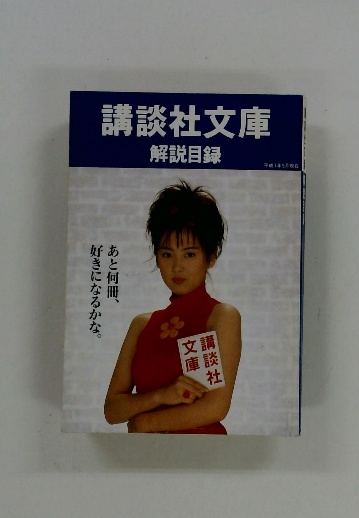 講談社文庫
解説目録
あと何冊、
好きになるかな。
講談社
文庫